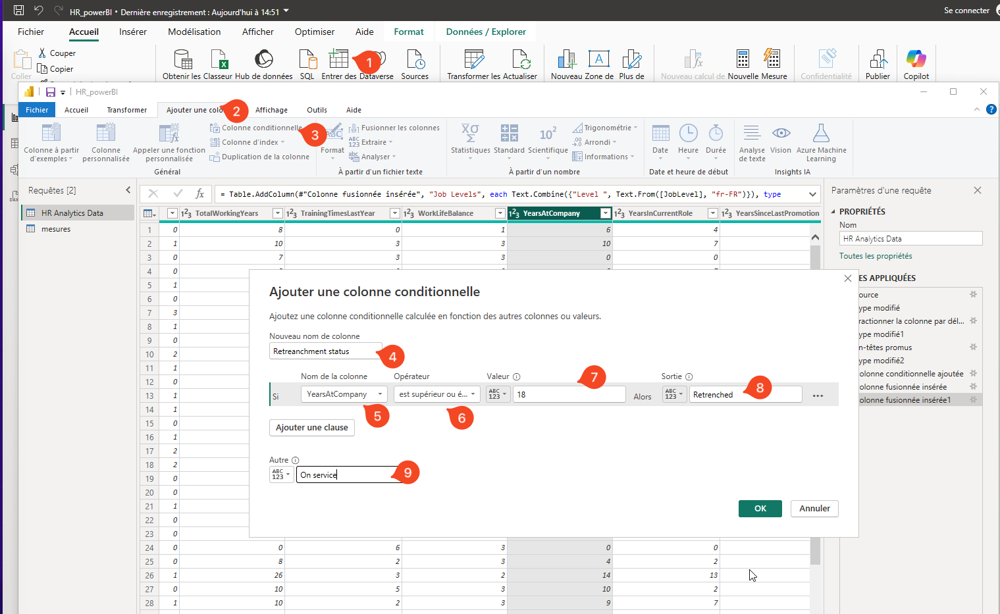 HR_powerBI • Dernière enregistrement : Aujourd'hui à 14:51
Se connecter
Fichier
Accueil
Insérer
Modélisation
Afficher
Optimiser
Aide
Format
Données / Explorer
Coller
Couper
Copier
Obtenir les
Classeur
Hub de données
SQL
Entrer des
Dataverse
Sources
Transformer les
Actualiser
Nouveau
Zone de
Plus de
Nouveau calcul de
Nouvelle
Mesure
Confidentialité
Publier
Copilot
1
HR_powerBI
Fichier
Accueil
Transformer
Ajouter une colo
2
Affichage
Outils
Aide
Colonne à partir d'exemples
Colonne personnalisée
Appeler une fonction personnalisée
Colonne conditionnelle
3
Colonne d'index
Duplication de la colonne
Général
Format
Fusionner les colonnes
Extraire
Analyser
À partir d'un fichier texte
Statistiques
Standard
Scientifique
Trigonométrie
Arrondi
Informations
À partir d'un nombre
Date
Heure
Durée
Date et heure de début
Analyse de texte
Vision
Azure Machine Learning
Insights IA
Requêtes [2]
HR Analytics Data
mesures
= Table.AddColumn(#"Colonne fusionnée insérée", "Job Levels", each Text.Combine({"Level ", Text.From([JobLevel], "fr-FR")}), type
TotalWorkingYears
TrainingTimesLastYear
WorkLifeBalance
YearsAtCompany
YearsInCurrentRole
YearsSinceLastPromotion
1 0 8 0 1 6 4
2 1 10 3 3 10 7
3 0 7 3 3 0 0
4 0
5 1
6 0
7 3
8 1
9 0
10 2
11 1
12 0
13 1
14 1
15 0
16 1
17 2
18 2
19 0
20 0
21 1
22 0
23 0
24 0 0 6 3 0 0
25 0 8 2 3 4 2
26 1 26 3 2 14 13
27 0 10 5 3 10 2
28 1 10 2 3 9 7
Ajouter une colonne conditionnelle
Ajoutez une colonne conditionnelle calculée en fonction des autres colonnes ou valeurs.
Nouveau nom de colonne
Retreanchment status
4
Nom de la colonne
Opérateur
Valeur
7
Sortie
Si
YearsAtCompany
est supérieur ou é...
ABC 123
18
Alors
ABC 123
Retrenched
8
...
5
6
Ajouter une clause
Autre
ABC 123
On service
9
OK
Annuler
Paramètres d'une requête
PROPRIÉTÉS
Nom
HR Analytics Data
Toutes les propriétés
ES APPLIQUÉES
ource
ype modifié
ractionner la colonne par dél...
ype modifié1
n-têtes promus
ype modifié2
olonne conditionnelle ajoutée
olonne fusionnée insérée
olonne fusionnée insérée1